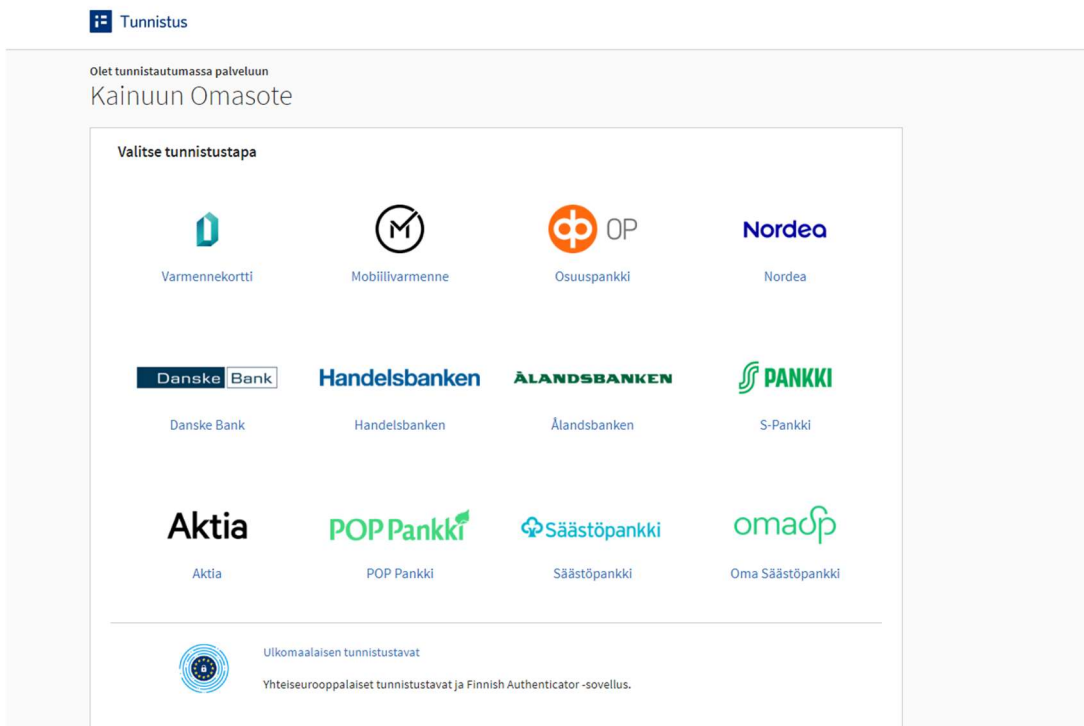 Tunnistus
Olet tunnistautumassa palveluun
Kainuun Omasote
Valitse tunnistustapa
OP
Nordea
Varmennekortti
Mobiilivarmenne
Osuuspankki
Nordea
Danske Bank
Handelsbanken
ÅLANDSBANKEN
S PANKKI
Danske Bank
Handelsbanken
Ålandsbanken
S-Pankki
Aktia
POP Pankki
Säästöpankki
omasp
Aktia
POP Pankki
Säästöpankki
Oma Säästöpankki
Ulkomaalaisen tunnistustavat
Yhteiseurooppalaiset tunnistustavat ja Finnish Authenticator -sovellus.